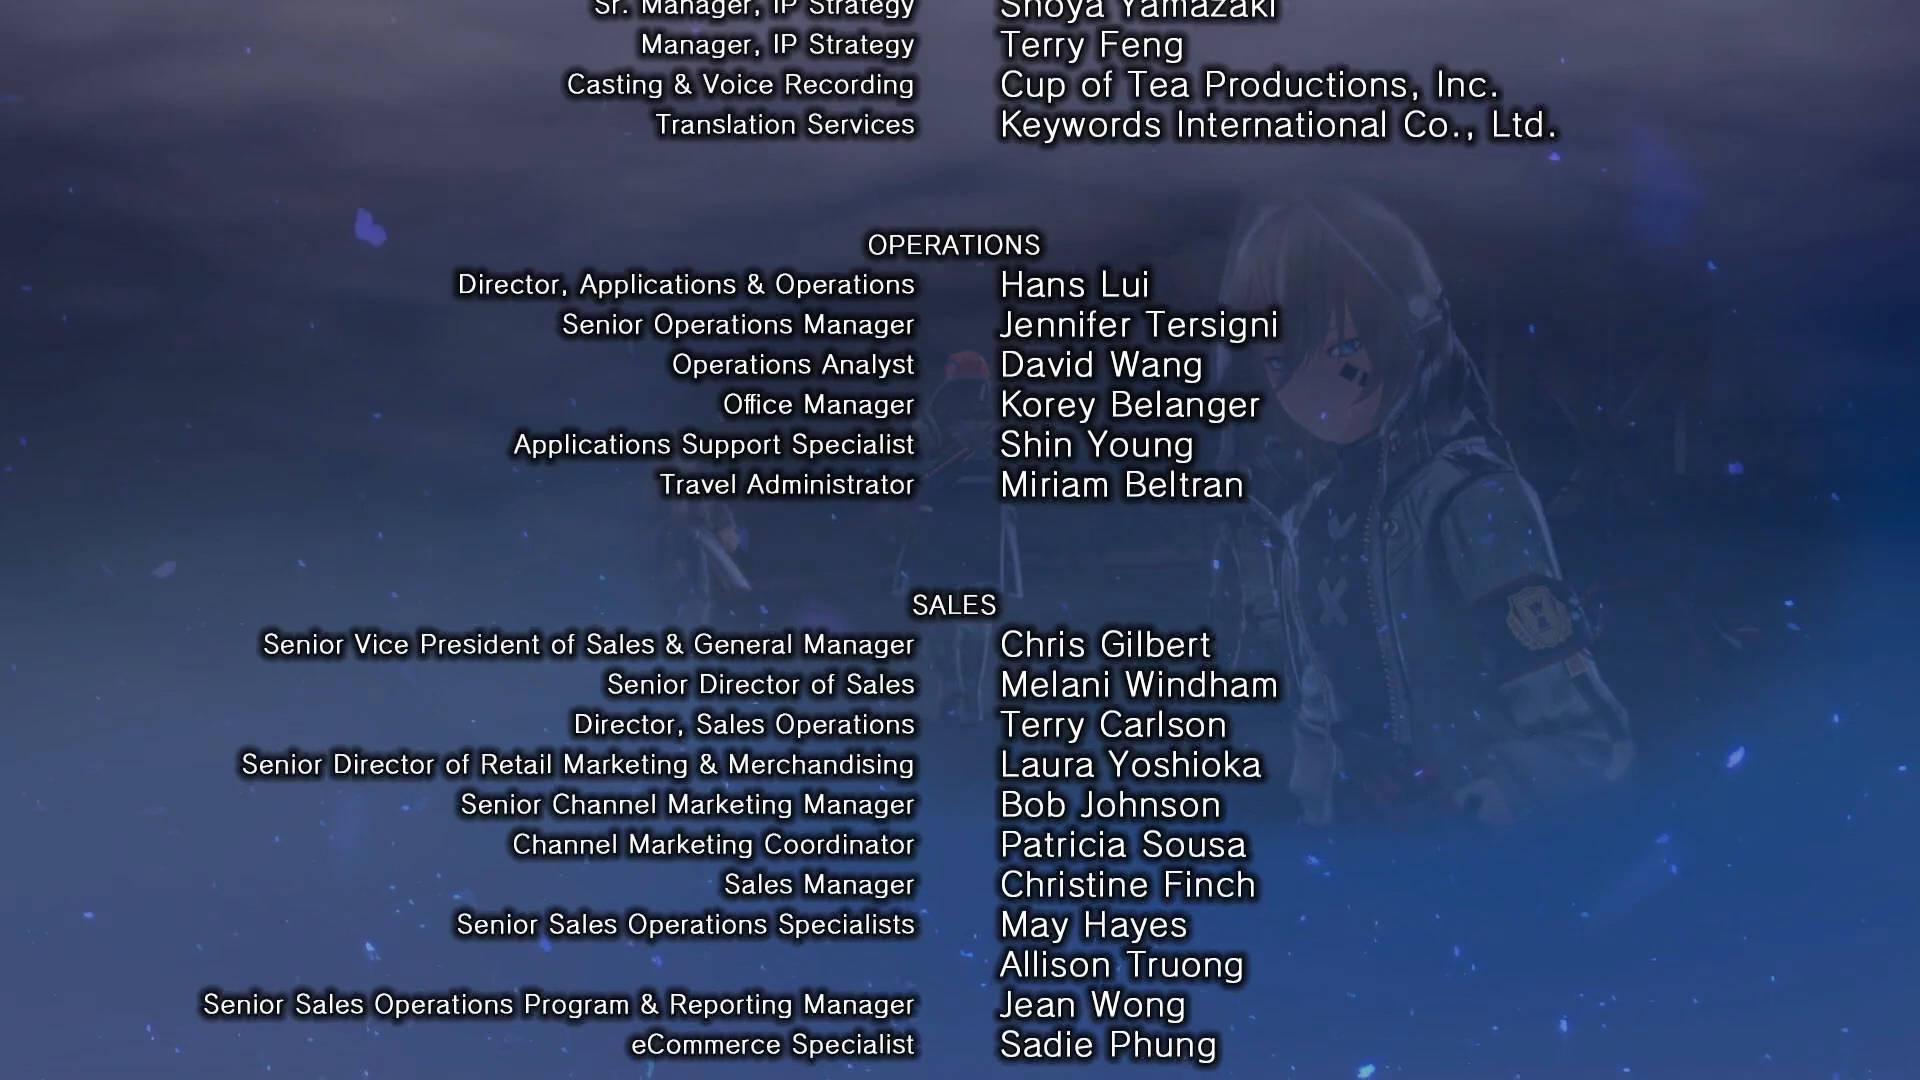 Sr. Manager, IP Strategy Shoya Yamazaki
Manager, IP Strategy Terry Feng
Casting & Voice Recording Cup of Tea Productions, Inc.
Translation Services Keywords International Co., Ltd.
OPERATIONS
Director, Applications & Operations Hans Lui
Senior Operations Manager Jennifer Tersigni
Operations Analyst David Wang
Office Manager Korey Belanger
Applications Support Specialist Shin Young
Travel Administrator Miriam Beltran
SALES
Senior Vice President of Sales & General Manager Chris Gilbert
Senior Director of Sales Melani Windham
Director, Sales Operations Terry Carlson
Senior Director of Retail Marketing & Merchandising Laura Yoshioka
Senior Channel Marketing Manager Bob Johnson
Channel Marketing Coordinator Patricia Sousa
Sales Manager Christine Finch
Senior Sales Operations Specialists May Hayes
Allison Truong
Senior Sales Operations Program & Reporting Manager Jean Wong
eCommerce Specialist Sadie Phung